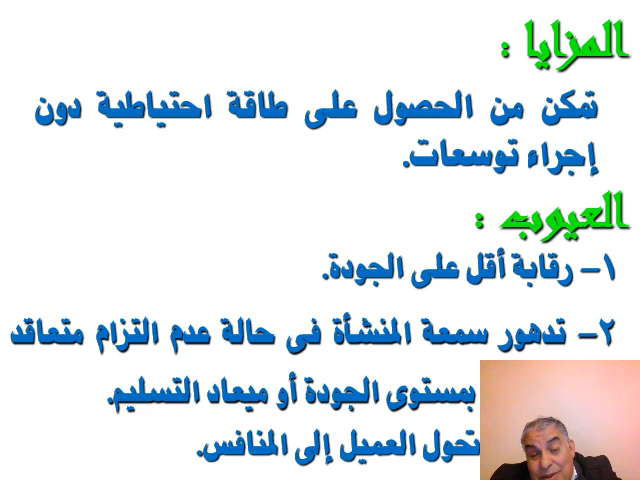 المزايا :
تمكن من الحصول على طاقة احتياطية دون
إجراء توسعات.
العيوب :
١- رقابة أقل على الجودة.
٢- تدهور سمعة المنشأة فى حالة عدم التزام متعاقد
بمستوى الجودة أو ميعاد التسليم.
تحول العميل إلى المنافس.